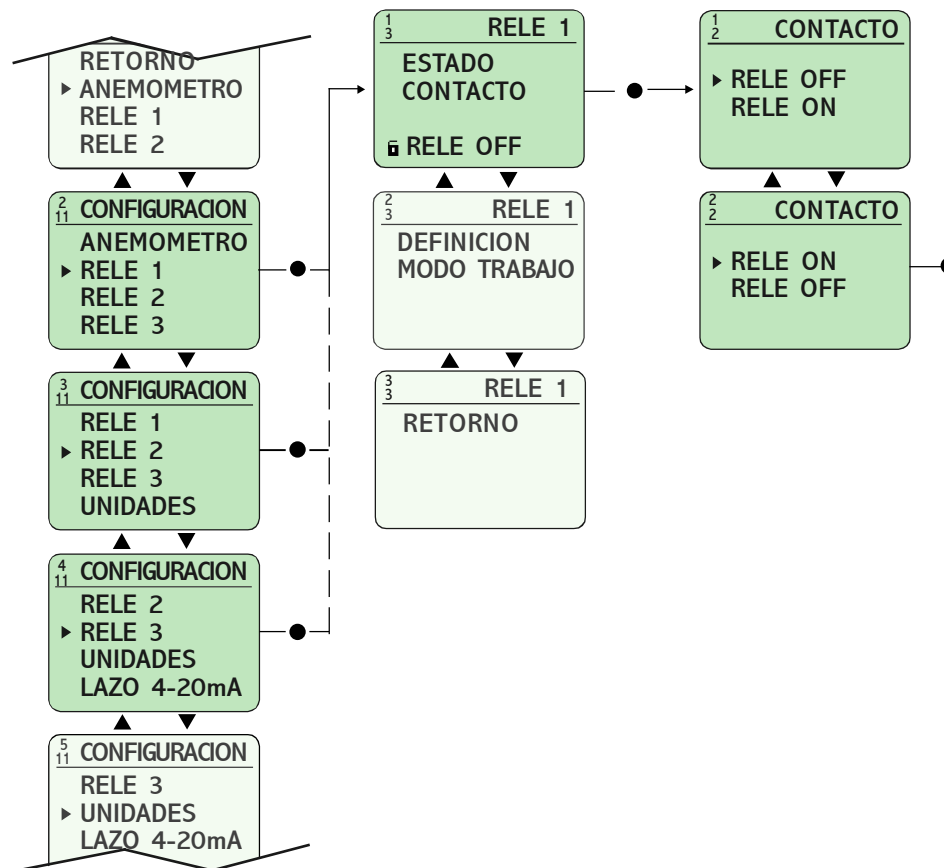 RETORNO
ANEMOMETRO
RELE 1
RELE 2
2
11 CONFIGURACION
ANEMOMETRO
RELE 1
RELE 2
RELE 3
3
11 CONFIGURACION
RELE 1
RELE 2
RELE 3
UNIDADES
4
11 CONFIGURACION
RELE 2
RELE 3
UNIDADES
LAZO 4-20mA
5
11 CONFIGURACION
RELE 3
UNIDADES
LAZO 4-20mA
1
3 RELE 1
ESTADO
CONTACTO
RELE OFF
2
3 RELE 1
DEFINICION
MODO TRABAJO
3
3 RELE 1
RETORNO
1
2 CONTACTO
RELE OFF
RELE ON
2
2 CONTACTO
RELE ON
RELE OFF